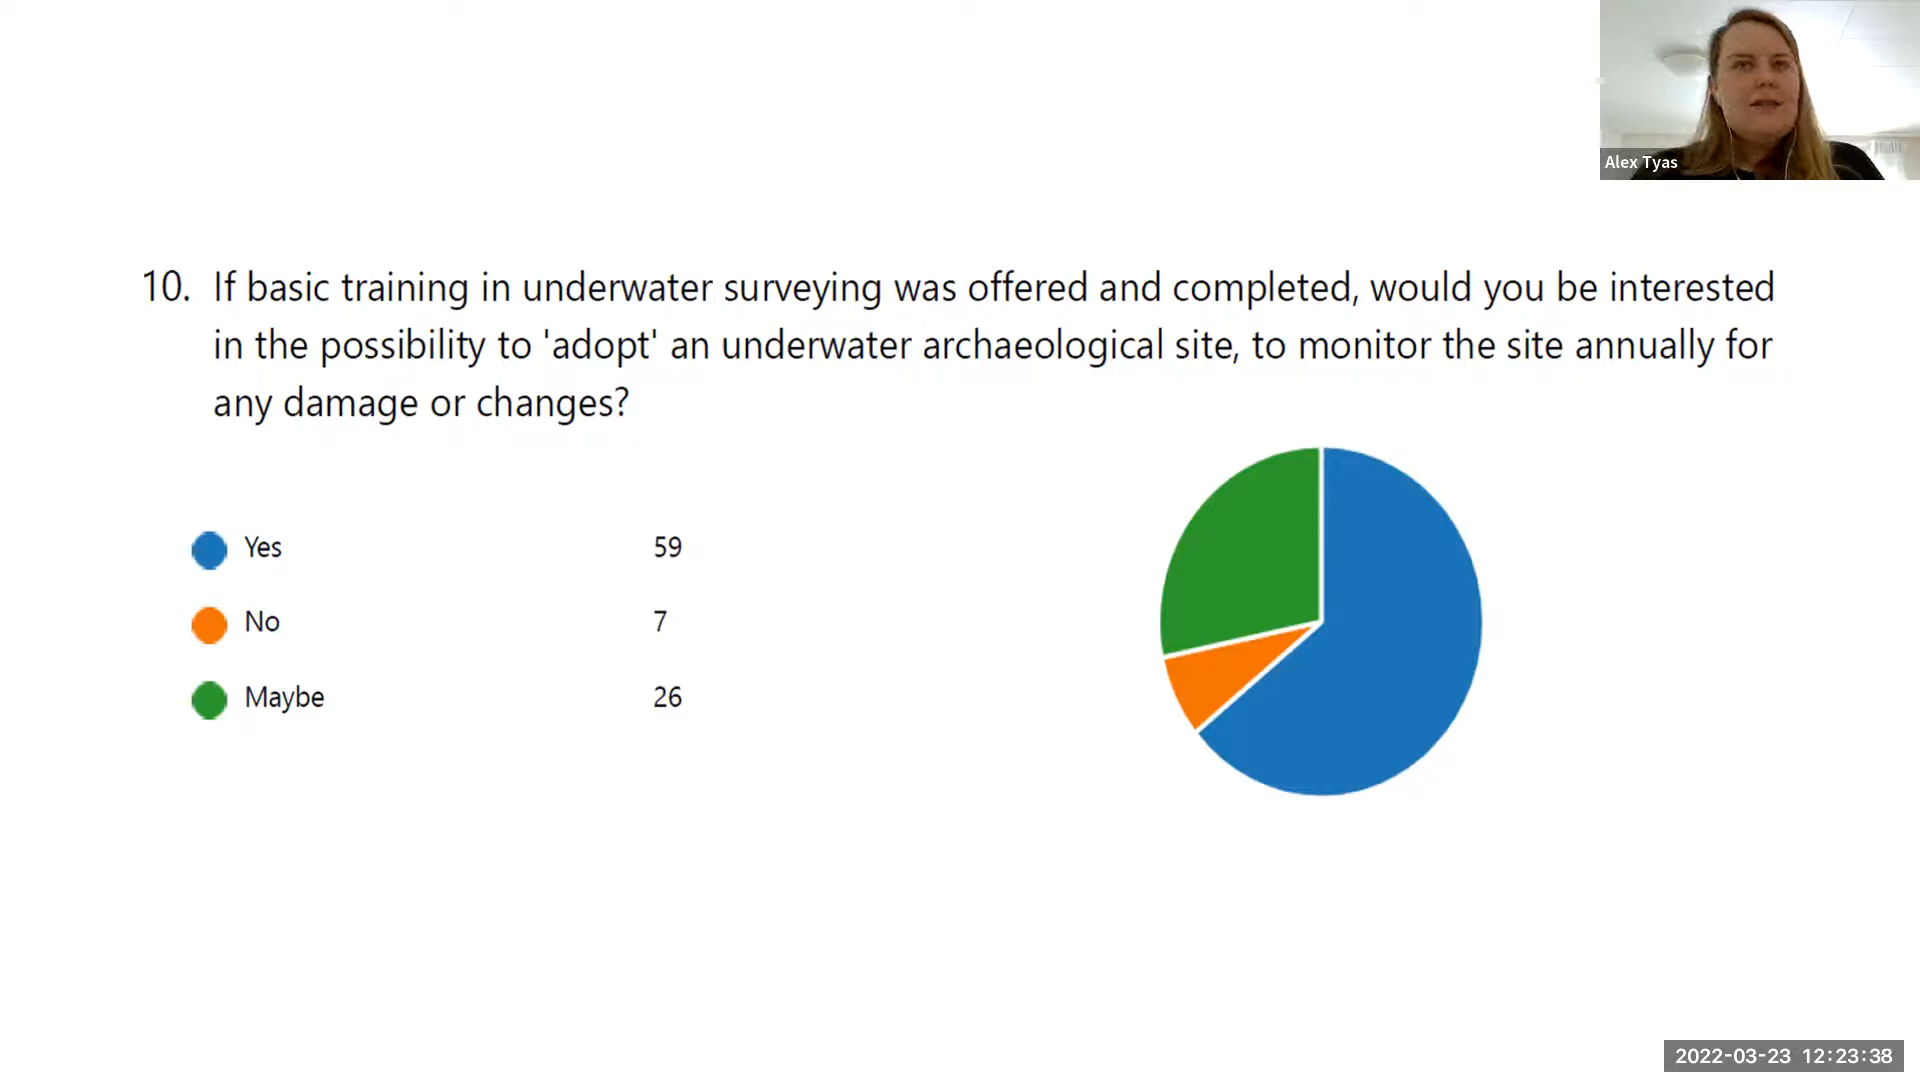 Alex Tyas
10. If basic training in underwater surveying was offered and completed, would you be interested
in the possibility to 'adopt' an underwater archaeological site, to monitor the site annually for
any damage or changes?
Yes 59
No 7
Maybe 26
2022-03-23 12:23:38